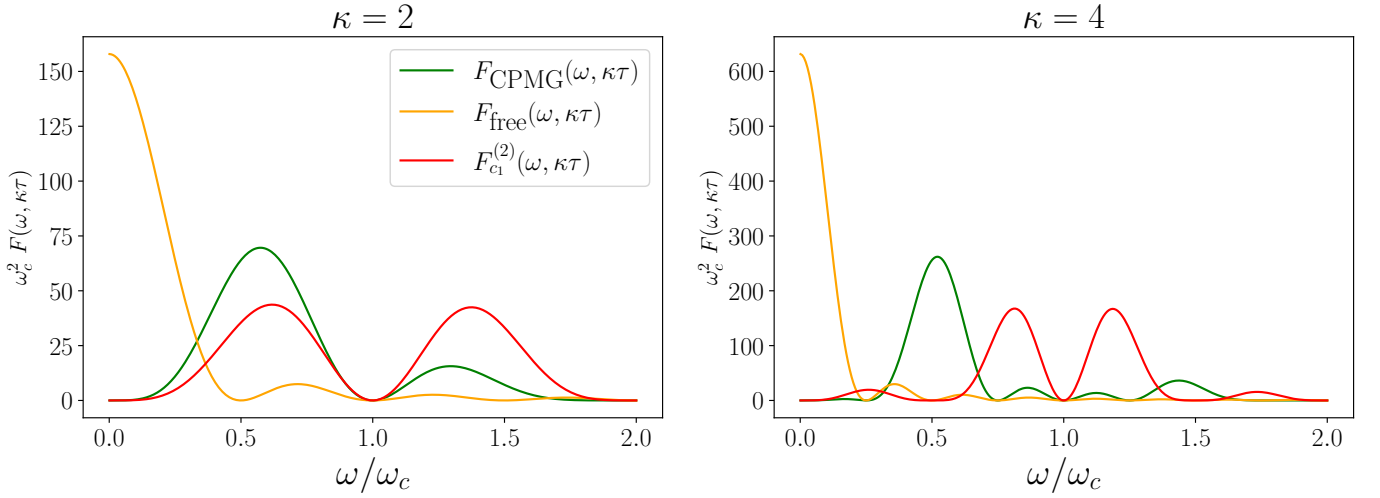 κ = 2
ω_c^2 F(ω, κτ)
150
125
100
75
50
25
0
0.0 0.5 1.0 1.5 2.0
ω/ω_c
F_CPMG(ω, κτ)
F_free(ω, κτ)
F_{c_1}^{(2)}(ω, κτ)
κ = 4
ω_c^2 F(ω, κτ)
600
500
400
300
200
100
0
0.0 0.5 1.0 1.5 2.0
ω/ω_c